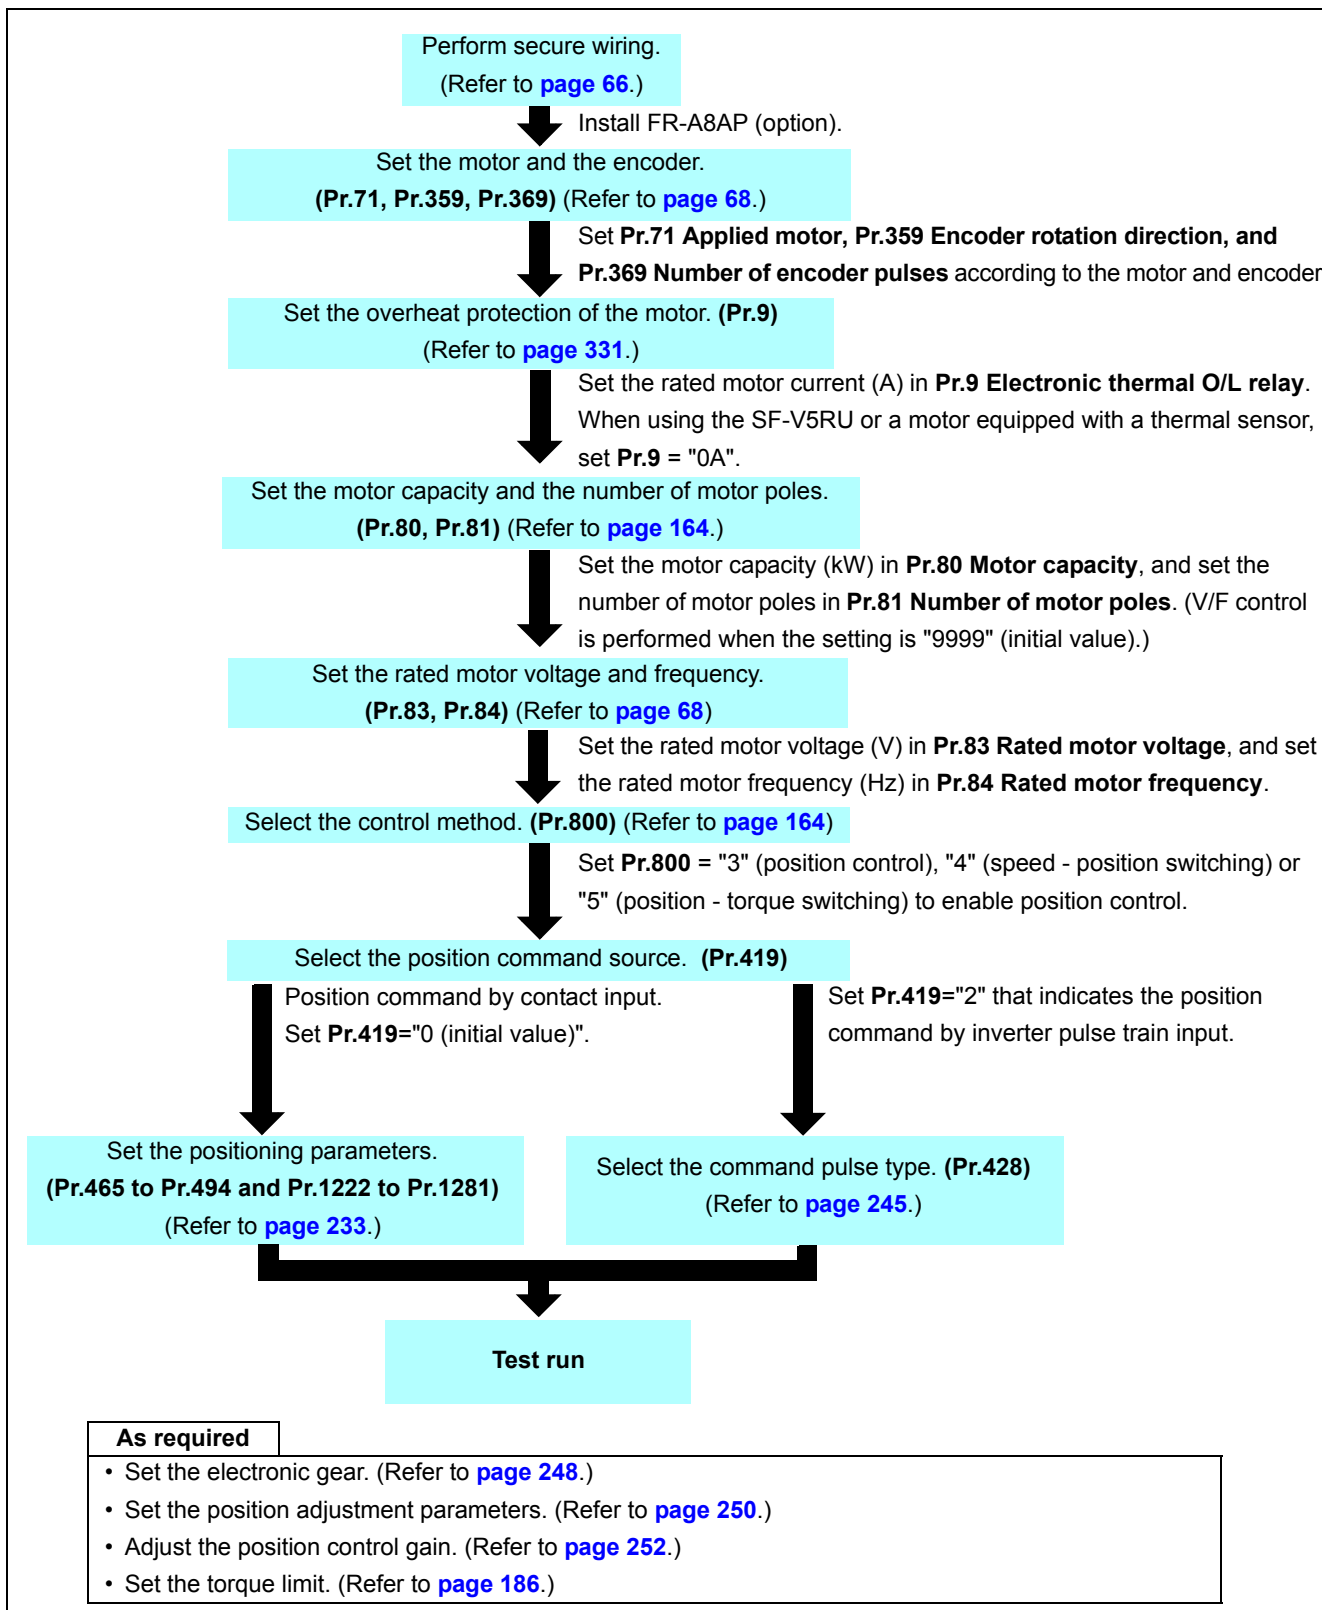 Perform secure wiring.
(Refer to page 66.)
Install FR-A8AP (option).
Set the motor and the encoder.
(Pr.71, Pr.359, Pr.369) (Refer to page 68.)
Set Pr.71 Applied motor, Pr.359 Encoder rotation direction, and
Pr.369 Number of encoder pulses according to the motor and encoder
Set the overheat protection of the motor. (Pr.9)
(Refer to page 331.)
Set the rated motor current (A) in Pr.9 Electronic thermal O/L relay.
When using the SF-V5RU or a motor equipped with a thermal sensor,
set Pr.9 = "0A".
Set the motor capacity and the number of motor poles.
(Pr.80, Pr.81) (Refer to page 164.)
Set the motor capacity (kW) in Pr.80 Motor capacity, and set the
number of motor poles in Pr.81 Number of motor poles. (V/F control
is performed when the setting is "9999" (initial value).)
Set the rated motor voltage and frequency.
(Pr.83, Pr.84) (Refer to page 68)
Set the rated motor voltage (V) in Pr.83 Rated motor voltage, and set
the rated motor frequency (Hz) in Pr.84 Rated motor frequency.
Select the control method. (Pr.800) (Refer to page 164)
Set Pr.800 = "3" (position control), "4" (speed - position switching) or
"5" (position - torque switching) to enable position control.
Select the position command source. (Pr.419)
Position command by contact input.
Set Pr.419="0 (initial value)".
Set Pr.419="2" that indicates the position
command by inverter pulse train input.
Set the positioning parameters.
(Pr.465 to Pr.494 and Pr.1222 to Pr.1281)
(Refer to page 233.)
Select the command pulse type. (Pr.428)
(Refer to page 245.)
Test run
As required
• Set the electronic gear. (Refer to page 248.)
• Set the position adjustment parameters. (Refer to page 250.)
• Adjust the position control gain. (Refer to page 252.)
• Set the torque limit. (Refer to page 186.)